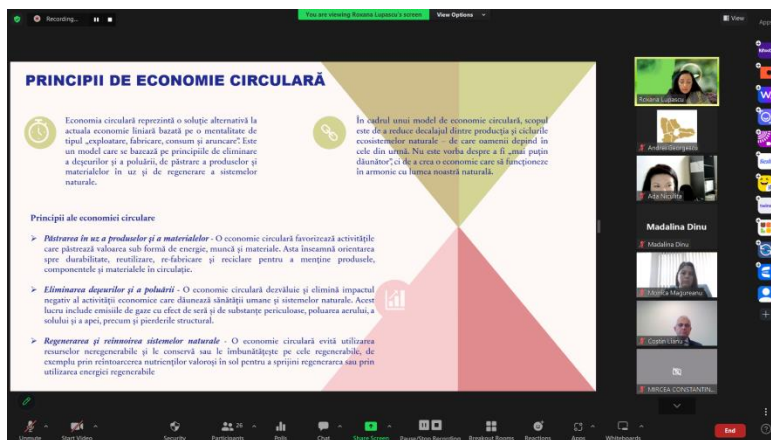 Recording...
You are viewing Roxana Lupascu's screen
View Options
View
Apps
PRINCIPII DE ECONOMIE CIRCULARĂ
Economia circulară reprezintă o soluție alternativă la
actuala economie liniară bazată pe o mentalitate de
tipul „exploatare, fabricare, consum și aruncare”. Este
un model care se bazează pe principiile de eliminare
a deșeurilor și a poluării, de păstrare a produselor și
materialelor în uz și de regenerare a sistemelor
naturale.
În cadrul unui model de economie circulară, scopul
este de a reduce decalajul dintre producția și ciclurile
ecosistemelor naturale - de care oamenii depind în
cele din urmă. Nu este vorba despre a fi „mai puțin
dăunător”, ci de a crea o economie care să funcționeze
în armonie cu lumea noastră naturală.
Principii ale economiei circulare
➢ Păstrarea în uz a produselor și a materialelor - O economie circulară favorizează activitățile
care păstrează valoarea sub formă de energie, muncă și materiale. Asta înseamnă orientarea
spre durabilitate, reutilizare, re-fabricare și reciclare pentru a menține produsele,
componentele și materialele în circulație.
➢ Eliminarea deșeurilor și a poluării - O economie circulară dezvăluie și elimină impactul
negativ al activității economice care dăunează sănătății umane și sistemelor naturale. Acest
lucru include emisiile de gaze cu efect de seră și de substanțe periculoase, poluarea aerului, a
solului și a apei, precum și pierderile structural.
➢ Regenerarea și reînnoirea sistemelor naturale - O economie circulară evită utilizarea
resurselor neregenerabile și le conservă sau le îmbunătățește pe cele regenerabile, de
exemplu prin reîntoarcerea nutrienților valoroși în sol pentru a sprijini regenerarea sau prin
utilizarea energiei regenerabile
Roxana Lupascu
Andrei Georgescu
Ada Nicilita
Madalina Dinu
Madalina Dinu
Monica Magureanu
Costin Lianu
MIRCEA CONSTANTIN...
Unmute
Start Video
Security
26
Participants
Polls
Chat
Share Screen
Pause/Stop Recording
Breakout Rooms
Reactions
Apps
Whiteboards
End